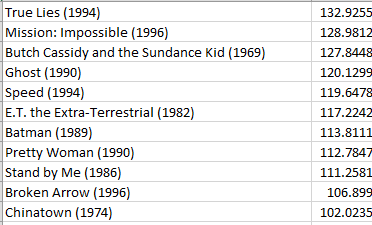 True Lies (1994) 132.9255
Mission: Impossible (1996) 128.9812
Butch Cassidy and the Sundance Kid (1969) 127.8448
Ghost (1990) 120.1299
Speed (1994) 119.6478
E.T. the Extra-Terrestrial (1982) 117.2242
Batman (1989) 113.8111
Pretty Woman (1990) 112.7847
Stand by Me (1986) 111.2581
Broken Arrow (1996) 106.899
Chinatown (1974) 102.0235